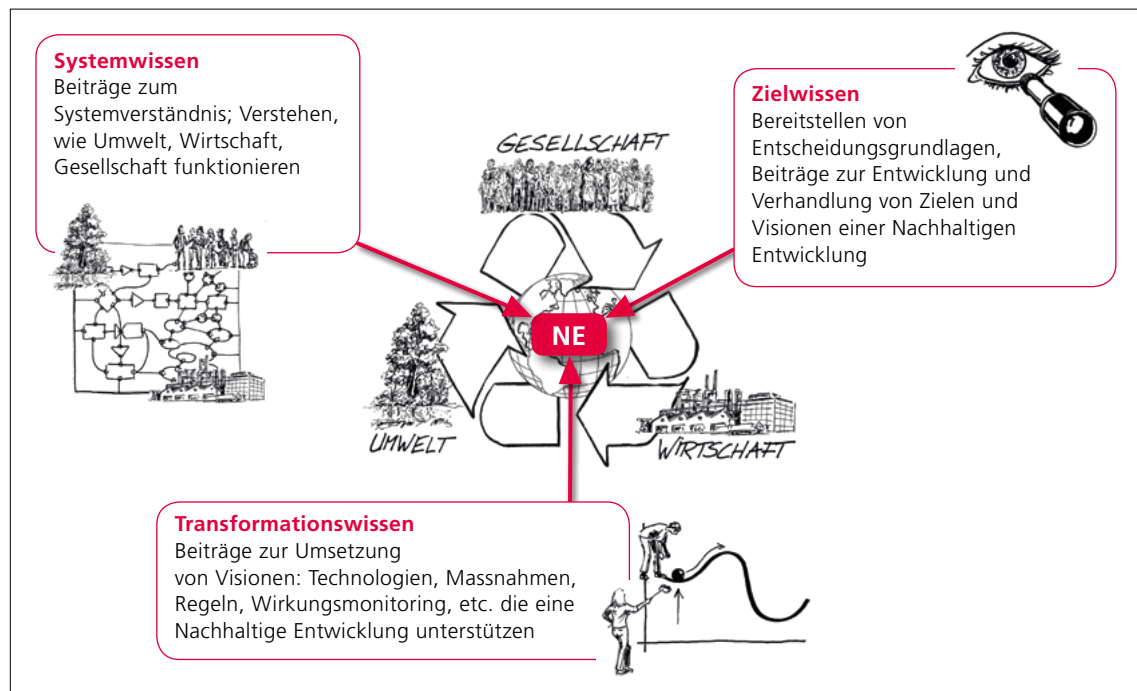 Systemwissen
Beiträge zum
Systemverständnis; Verstehen,
wie Umwelt, Wirtschaft,
Gesellschaft funktionieren
Zielwissen
Bereitstellen von
Entscheidungsgrundlagen,
Beiträge zur Entwicklung und
Verhandlung von Zielen und
Visionen einer Nachhaltigen
Entwicklung
GESELLSCHAFT
NE
UMWELT
WIRTSCHAFT
Transformationswissen
Beiträge zur Umsetzung
von Visionen: Technologien, Massnahmen,
Regeln, Wirkungsmonitoring, etc. die eine
Nachhaltige Entwicklung unterstützen